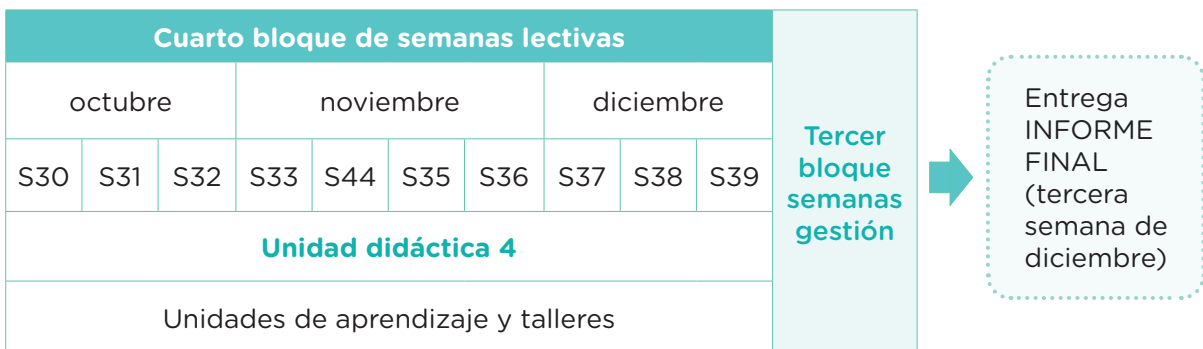 Cuarto bloque de semanas lectivas
octubre noviembre diciembre
S30 S31 S32 S33 S44 S35 S36 S37 S38 S39
Unidad didáctica 4
Unidades de aprendizaje y talleres
Tercer
bloque
semanas
gestión
Entrega
INFORME
FINAL
(tercera
semana de
diciembre)